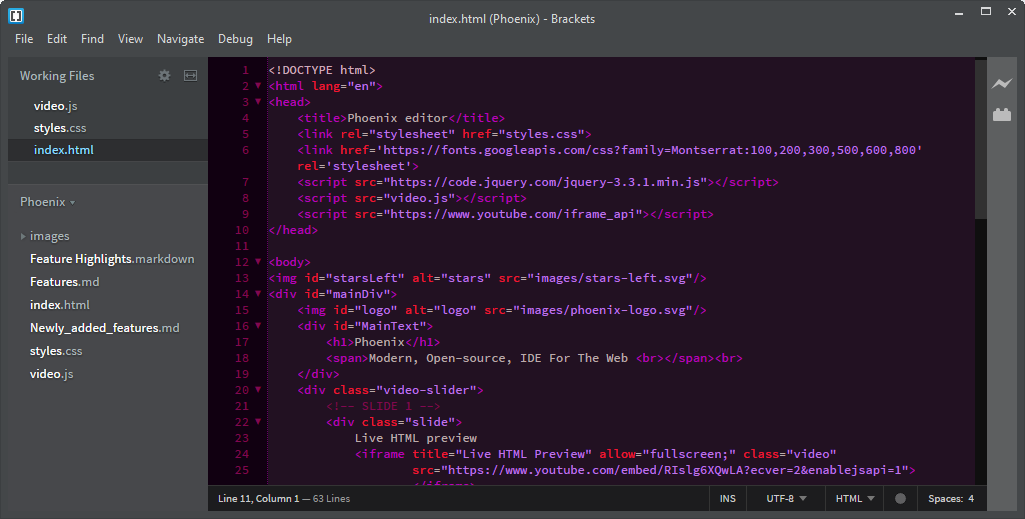 index.html (Phoenix) - Brackets
File Edit Find View Navigate Debug Help
Working Files
video.js
styles.css
index.html
Phoenix
images
Feature Highlights.markdown
Features.md
index.html
Newly_added_features.md
styles.css
video.js
1 <!DOCTYPE html>
2 <html lang="en">
3 <head>
4 <title>Phoenix editor</title>
5 <link rel="stylesheet" href="styles.css">
6 <link href='https://fonts.googleapis.com/css?family=Montserrat:100,200,300,500,600,800'
rel='stylesheet'>
7 <script src="https://code.jquery.com/jquery-3.3.1.min.js"></script>
8 <script src="video.js"></script>
9 <script src="https://www.youtube.com/iframe_api"></script>
10 </head>
11
12 <body>
13 <img id="starsLeft" alt="stars" src="images/stars-left.svg"/>
14 <div id="mainDiv">
15 <img id="logo" alt="logo" src="images/phoenix-logo.svg"/>
16 <div id="MainText">
17 <h1>Phoenix</h1>
18 <span>Modern, Open-source, IDE For The Web <br></span><br>
19 </div>
20 <div class="video-slider">
21 <!-- SLIDE 1 -->
22 <div class="slide">
23 Live HTML preview
24 <iframe title="Live HTML Preview" allow="fullscreen;" class="video"
25 src="https://www.youtube.com/embed/RIslg6XQwLA?ecver=2&enablejsapi=1">
</iframe>
Line 11, Column 1 — 63 Lines
INS
UTF-8
HTML
Spaces: 4